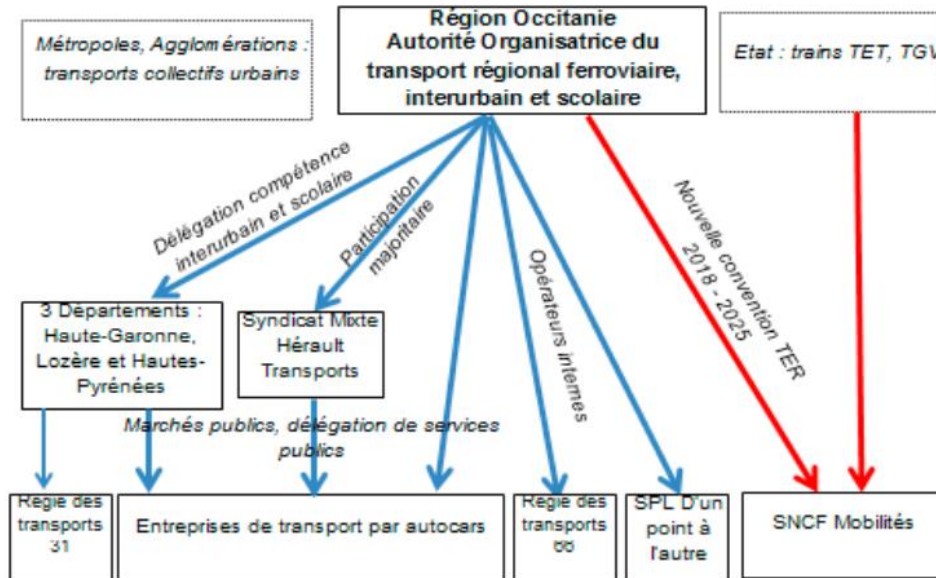 Région Occitanie
Autorité Organisatrice du
transport régional ferroviaire,
interurbain et scolaire
Métropoles, Agglomérations :
transports collectifs urbains
Etat : trains TET, TGV
Délégation compétence
interurbain et scolaire
Participation
majoritaire
Opérateurs internes
Nouvelle convention TER
2018 - 2025
3 Départements :
Haute-Garonne,
Lozère et Hautes-
Pyrénées
Syndicat Mixte
Hérault
Transports
Marchés publics, délégation de services
publics
Régie des
transports
31
Entreprises de transport par autocars
Régie des
transports
66
SPL D'un
point à
l'autre
SNCF Mobilités